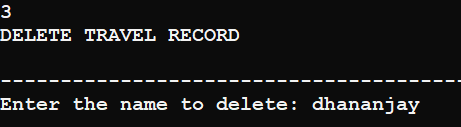 3
DELETE TRAVEL RECORD
---------------------------------------
Enter the name to delete: dhananjay